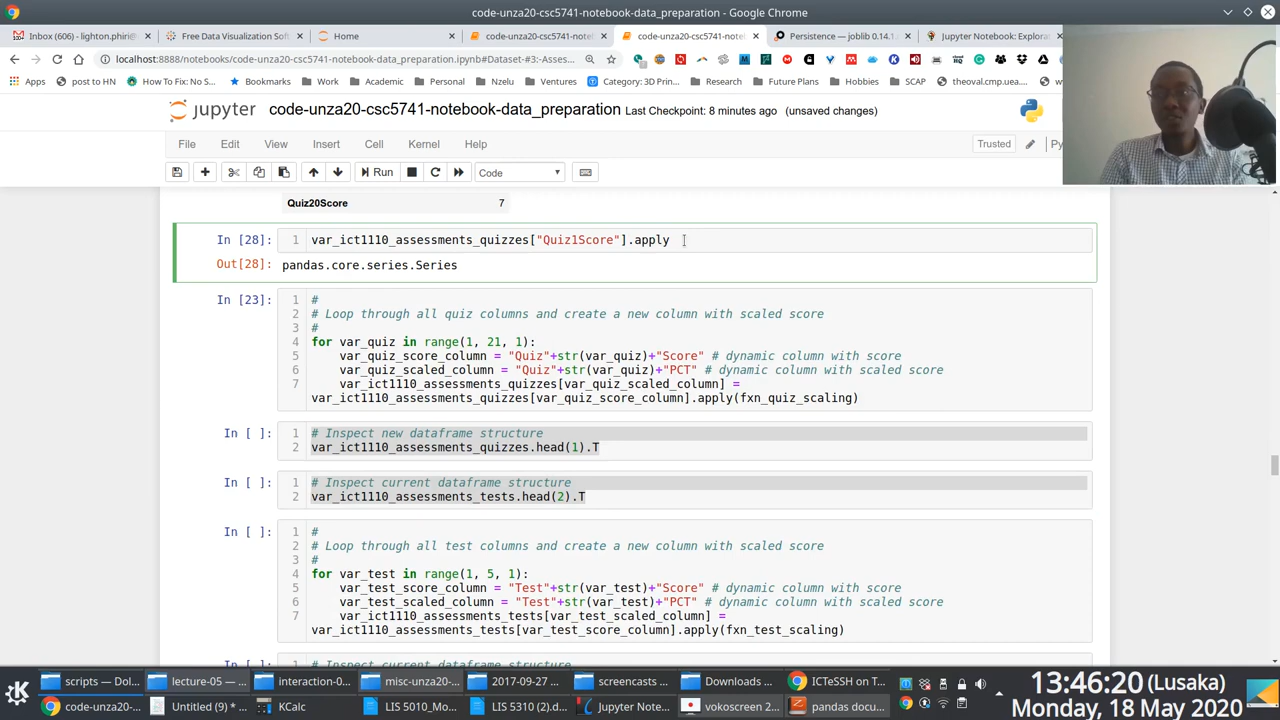 code-unza20-csc5741-notebook-data_preparation - Google Chrome
Inbox (606) - lighton.phiri@
Free Data Visualization Soft
Home
code-unza20-csc5741-notebo
code-unza20-csc5741-notebo
Persistence — joblib 0.14.1.
Jupyter Notebook: Explorat
localhost:8888/notebooks/code-unza20-csc5741-notebook-data_preparation.ipynb#Dataset-#3:-Asses...
Apps
post to HN
How To Fix: No S...
Bookmarks
Work
Academic
Personal
Nzelu
Ventures
Category:3D Prin...
Research
Future Plans
Hobbies
SCAP
theoval.cmp.uea...
jupyter code-unza20-csc5741-notebook-data_preparation Last Checkpoint: 8 minutes ago (unsaved changes)
File Edit View Insert Cell Kernel Help
Trusted
Run
Code
Quiz20Score 7
In [28]: 1 var_ict1110_assessments_quizzes["Quiz1Score"].apply
Out[28]: pandas.core.series.Series
In [23]: 1 #
2 # Loop through all quiz columns and create a new column with scaled score
3 #
4 for var_quiz in range(1, 21, 1):
5 var_quiz_score_column = "Quiz"+str(var_quiz)+"Score" # dynamic column with score
6 var_quiz_scaled_column = "Quiz"+str(var_quiz)+"PCT" # dynamic column with scaled score
7 var_ict1110_assessments_quizzes[var_quiz_scaled_column] =
var_ict1110_assessments_quizzes[var_quiz_score_column].apply(fxn_quiz_scaling)
In [ ]: 1 # Inspect new dataframe structure
2 var_ict1110_assessments_quizzes.head(1).T
In [ ]: 1 # Inspect current dataframe structure
2 var_ict1110_assessments_tests.head(2).T
In [ ]: 1 #
2 # Loop through all test columns and create a new column with scaled score
3 #
4 for var_test in range(1, 5, 1):
5 var_test_score_column = "Test"+str(var_test)+"Score" # dynamic column with score
6 var_test_scaled_column = "Test"+str(var_test)+"PCT" # dynamic column with scaled score
7 var_ict1110_assessments_tests[var_test_scaled_column] =
var_ict1110_assessments_tests[var_test_score_column].apply(fxn_test_scaling)
In [ ]: 1 # Inspect current dataframe structure
scripts — Dol...
lecture-05 — ...
interaction-0...
misc-unza20-...
2017-09-27 ...
screencasts ...
Downloads ...
ICTeSSH on T...
13:46:20 (Lusaka)
code-unza20-...
Untitled (9) * ...
KCalc
LIS 5010_Mo...
LIS 5310 (2).d...
Jupyter Note...
vokoscreen 2...
pandas docu...
Monday, 18 May 2020